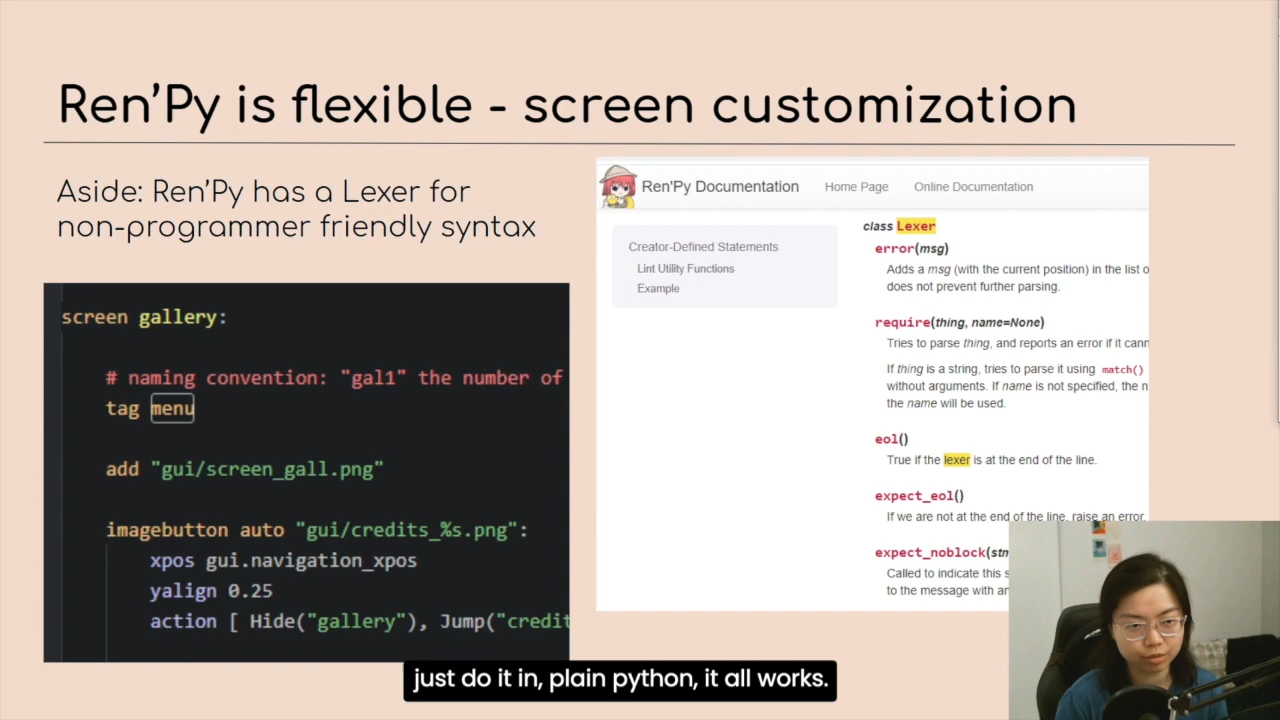 Ren'Py is flexible - screen customization
Aside: Ren'Py has a Lexer for
non-programmer friendly syntax
screen gallery:
# naming convention: "gal1" the number of
tag menu
add "gui/screen_gall.png"
imagebutton auto "gui/credits_%s.png":
xpos gui.navigation_xpos
yalign 0.25
action [ Hide("gallery"), Jump("credit
Ren'Py Documentation Home Page Online Documentation
Creator-Defined Statements
Lint Utility Functions
Example
class Lexer
error(msg)
Adds a msg (with the current position) in the list o
does not prevent further parsing.
require(thing, name=None)
Tries to parse thing, and reports an error if it cann
If thing is a string, tries to parse it using match()
without arguments. If name is not specified, the n
the name will be used.
eol()
True if the lexer is at the end of the line.
expect_eol()
If we are not at the end of the line, raise an error.
expect_noblock(stm
Called to indicate this s
to the message with an
just do it in, plain python, it all works.